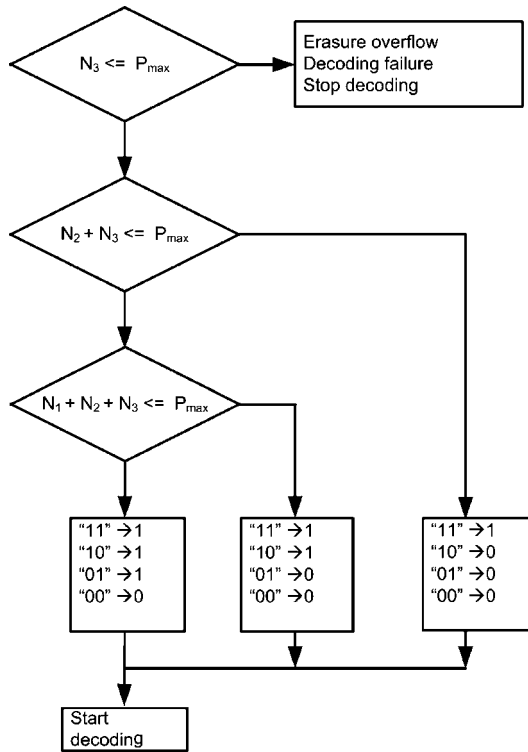 N₃ <= Pmax
Erasure overflow
Decoding failure
Stop decoding
N₂ + N₃ <= Pmax
N₁ + N₂ + N₃ <= Pmax
“11” →1
“10” →1
“01” →1
“00” →0
“11” →1
“10” →1
“01” →0
“00” →0
“11” →1
“10” →0
“01” →0
“00” →0
Start
decoding